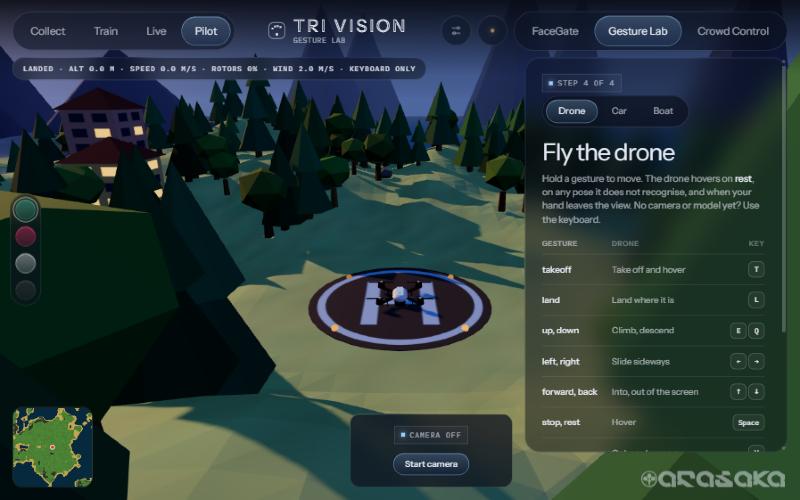 Collect Train Live Pilot
TRI VISION
GESTURE LAB
FaceGate Gesture Lab Crowd Control
LANDED · ALT 0.0 M · SPEED 0.0 M/S · ROTORS ON · WIND 2.0 M/S · KEYBOARD ONLY
STEP 4 OF 4
Drone Car Boat
Fly the drone
Hold a gesture to move. The drone hovers on rest,
on any pose it does not recognise, and when your
hand leaves the view. No camera or model yet? Use
the keyboard.
GESTURE DRONE KEY
takeoff Take off and hover T
land Land where it is L
up, down Climb, descend E Q
left, right Slide sideways ← →
forward, back Into, out of the screen ↑ ↓
stop, rest Hover Space
CAMERA OFF
Start camera
arasaka